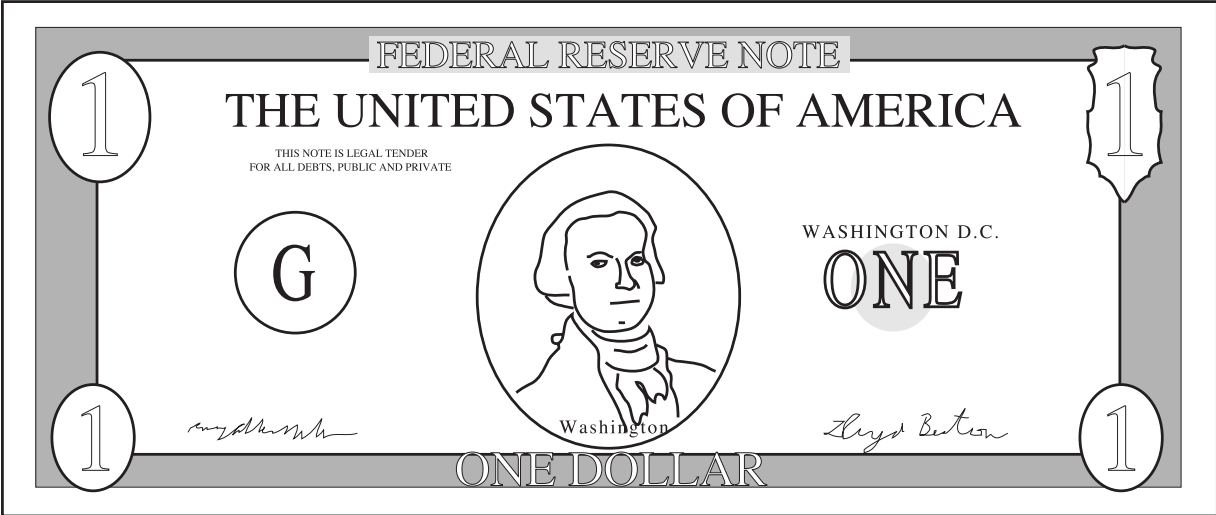 FEDERAL RESERVE NOTE
1
1
THE UNITED STATES OF AMERICA
THIS NOTE IS LEGAL TENDER
FOR ALL DEBTS, PUBLIC AND PRIVATE
G
WASHINGTON D.C.
ONE
Washington
1
1
ONE DOLLAR